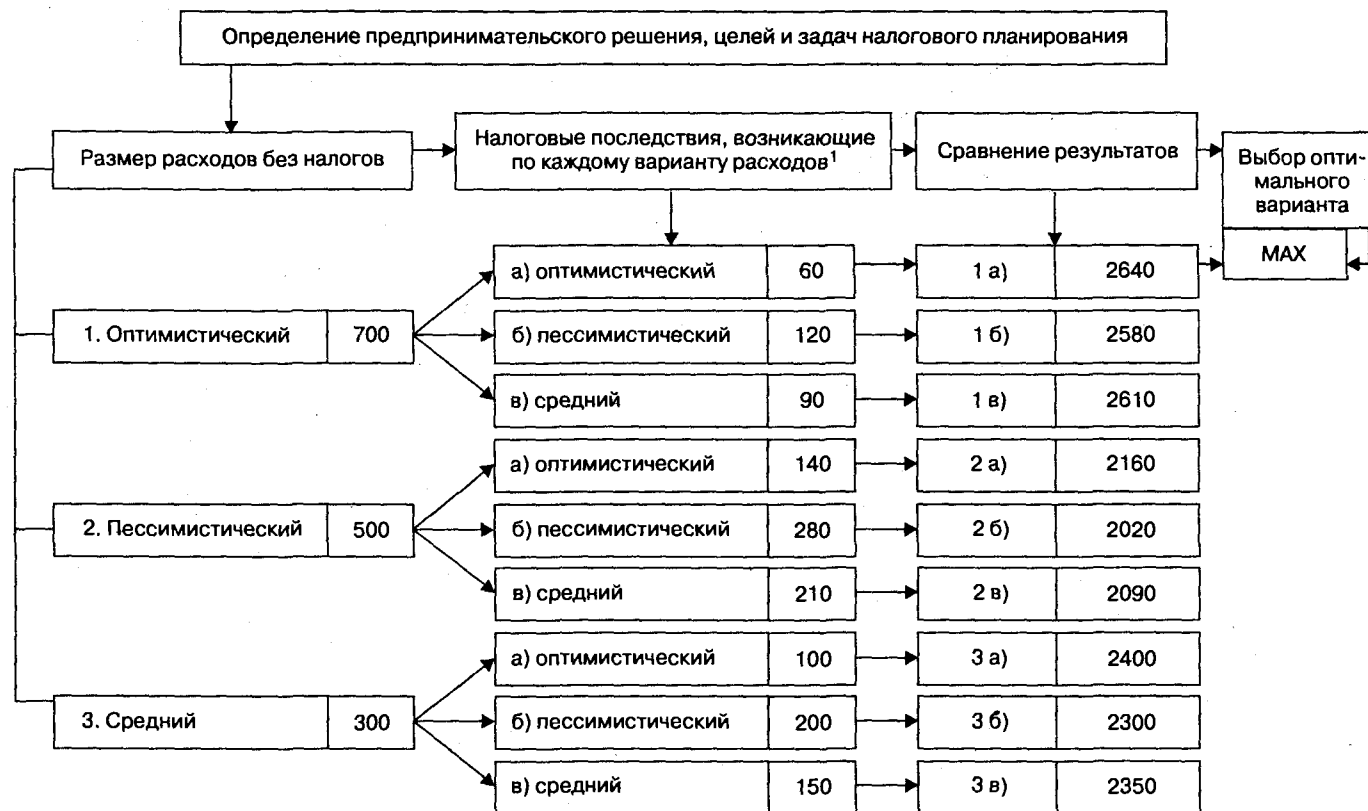 Определение предпринимательского решения, целей и задач налогового планирования
Размер расходов без налогов
Налоговые последствия, возникающие
по каждому варианту расходов¹
Сравнение результатов
Выбор опти-
мального
варианта
MAX
1. Оптимистический 700
а) оптимистический 60 1 а) 2640
б) пессимистический 120 1 б) 2580
в) средний 90 1 в) 2610
2. Пессимистический 500
а) оптимистический 140 2 а) 2160
б) пессимистический 280 2 б) 2020
в) средний 210 2 в) 2090
3. Средний 300
а) оптимистический 100 3 а) 2400
б) пессимистический 200 3 б) 2300
в) средний 150 3 в) 2350